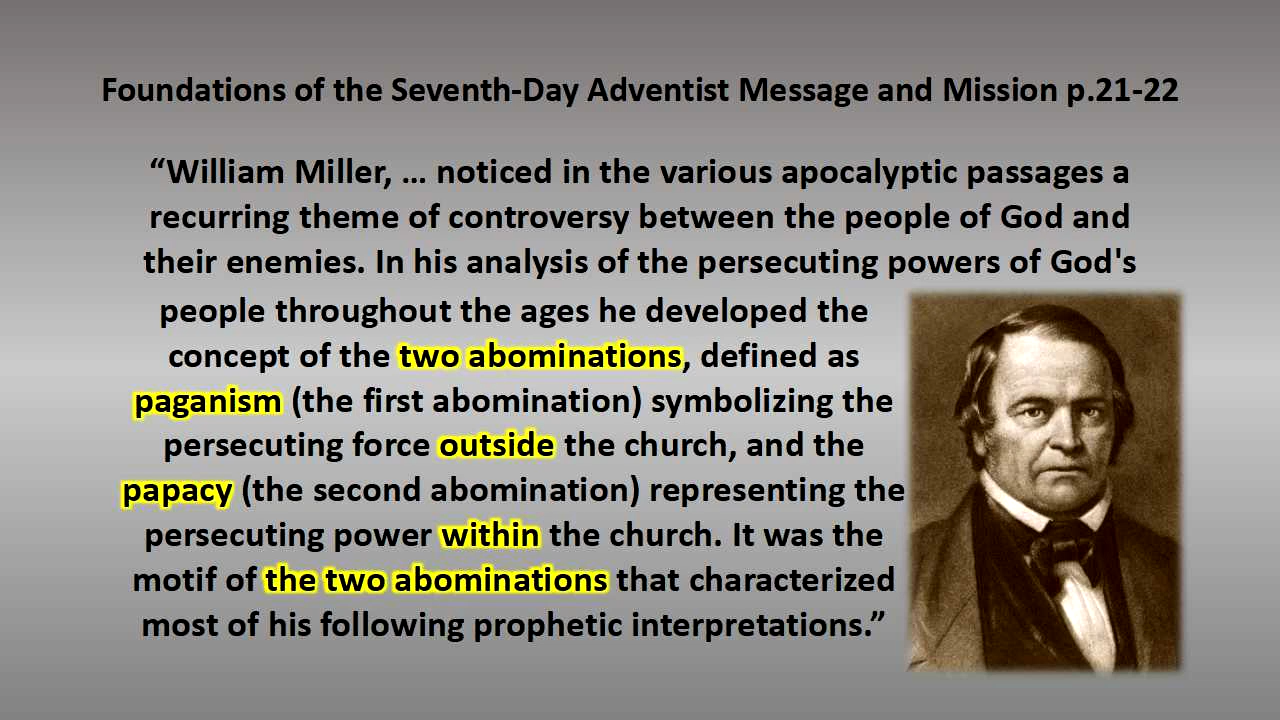 Foundations of the Seventh-Day Adventist Message and Mission p.21-22
“William Miller, ... noticed in the various apocalyptic passages a
recurring theme of controversy between the people of God and
their enemies. In his analysis of the persecuting powers of God's
people throughout the ages he developed the
concept of the two abominations, defined as
paganism (the first abomination) symbolizing the
persecuting force outside the church, and the
papacy (the second abomination) representing the
persecuting power within the church. It was the
motif of the two abominations that characterized
most of his following prophetic interpretations.”